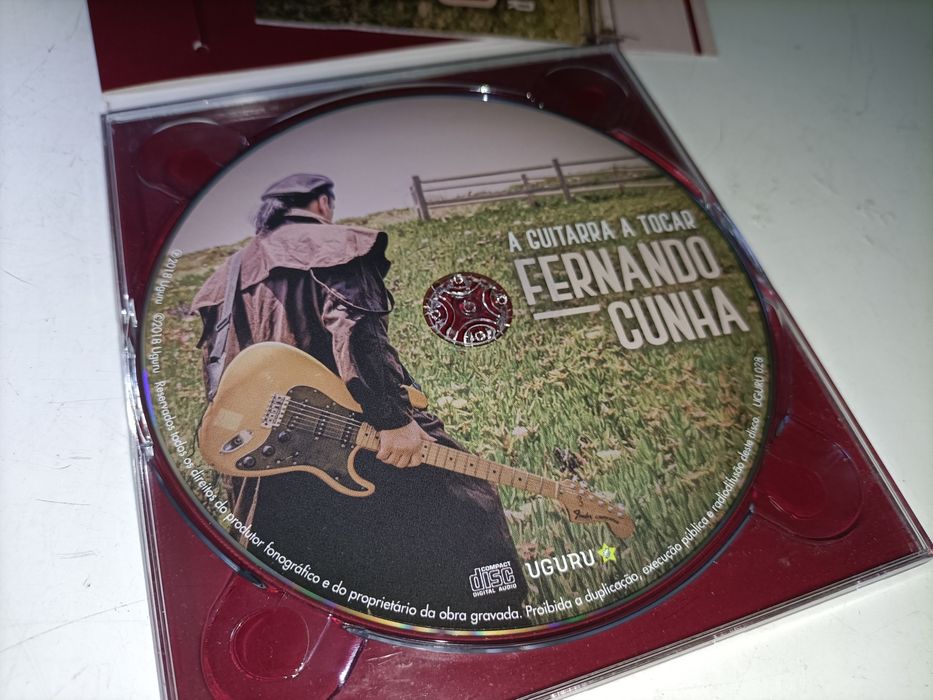 A GUITARRA A TOCAR
FERNANDO
CUNHA
℗2018 Uguru ©2018 Uguru Reservados todos os direitos do produtor fonográfico e do proprietário da obra gravada. Proibida a duplicação, execução pública e radiodifusão deste disco UGURU 028
COMPACT
disc
DIGITAL AUDIO
UGURU
Fender